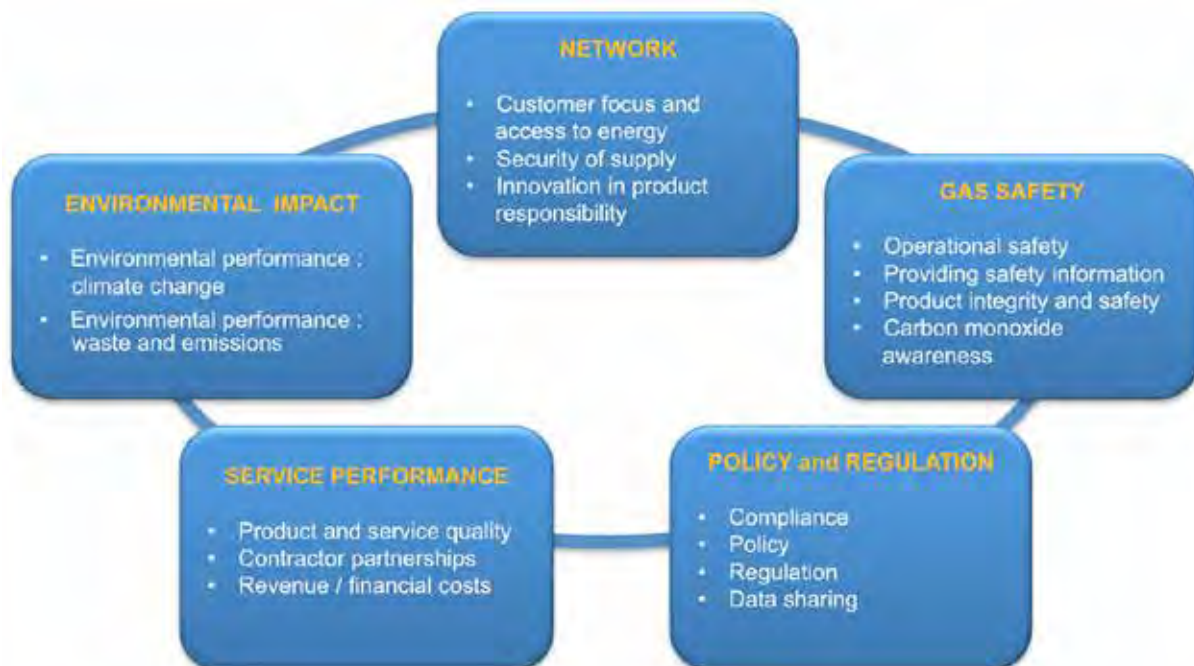 NETWORK
• Customer focus and
access to energy
• Security of supply
• Innovation in product
responsibility
ENVIRONMENTAL IMPACT
• Environmental performance :
climate change
• Environmental performance :
waste and emissions
GAS SAFETY
• Operational safety
• Providing safety information
• Product integrity and safety
• Carbon monoxide
awareness
SERVICE PERFORMANCE
• Product and service quality
• Contractor partnerships
• Revenue / financial costs
POLICY and REGULATION
• Compliance
• Policy
• Regulation
• Data sharing